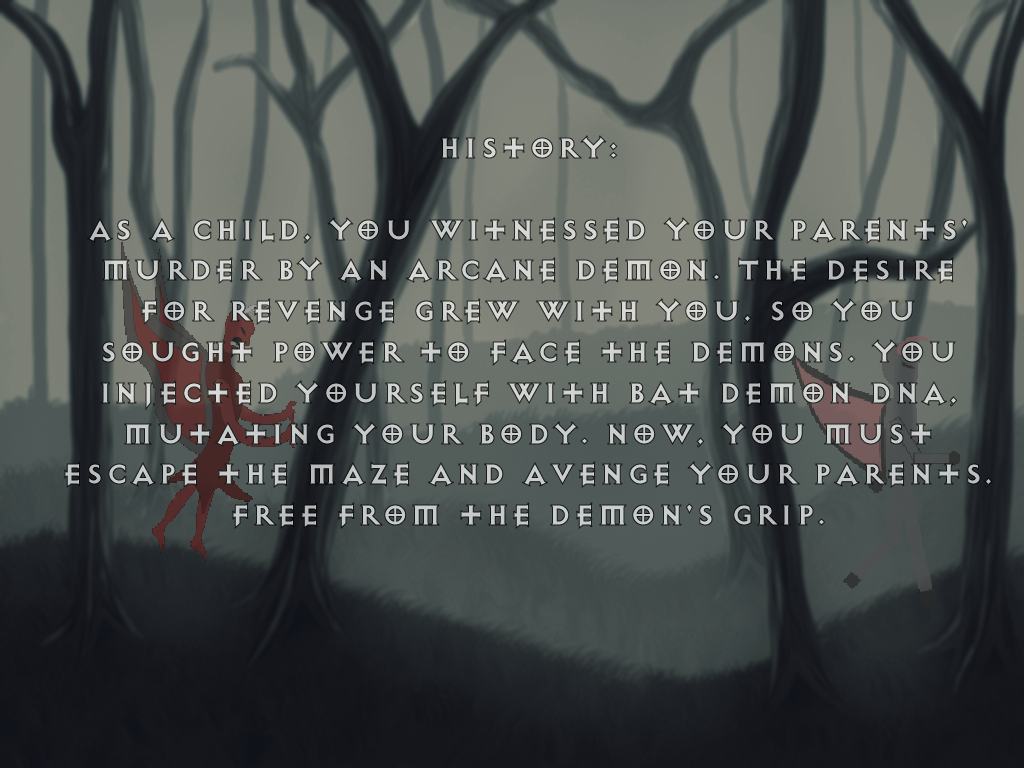 HISTORY:
AS A CHILD, YOU WITNESSED YOUR PARENTS'
MURDER BY AN ARCANE DEMON. THE DESIRE
FOR REVENGE GREW WITH YOU, SO YOU
SOUGHT POWER TO FACE THE DEMONS. YOU
INJECTED YOURSELF WITH BAT DEMON DNA,
MUTATING YOUR BODY. NOW, YOU MUST
ESCAPE THE MAZE AND AVENGE YOUR PARENTS.
FREE FROM THE DEMON'S GRIP.